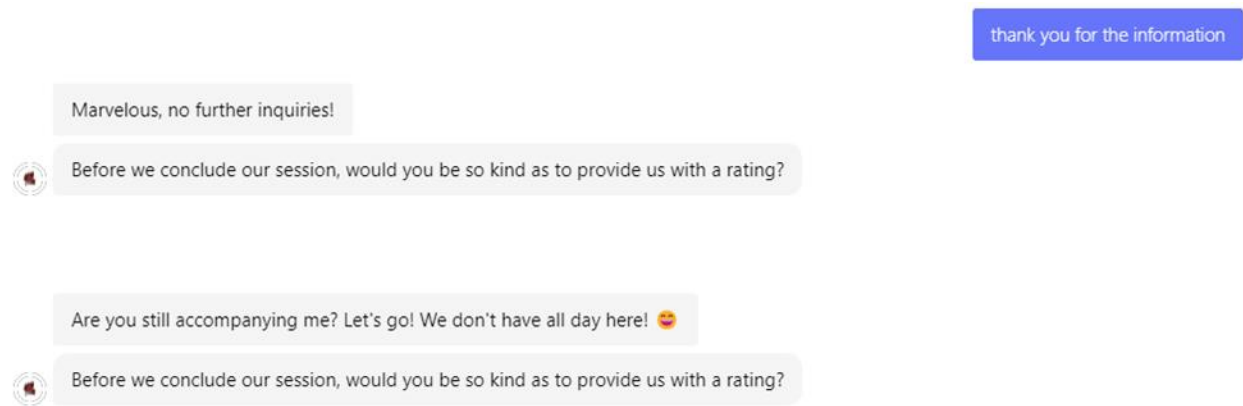 thank you for the information
Marvelous, no further inquiries!
Before we conclude our session, would you be so kind as to provide us with a rating?
Are you still accompanying me? Let's go! We don't have all day here! 😄
Before we conclude our session, would you be so kind as to provide us with a rating?